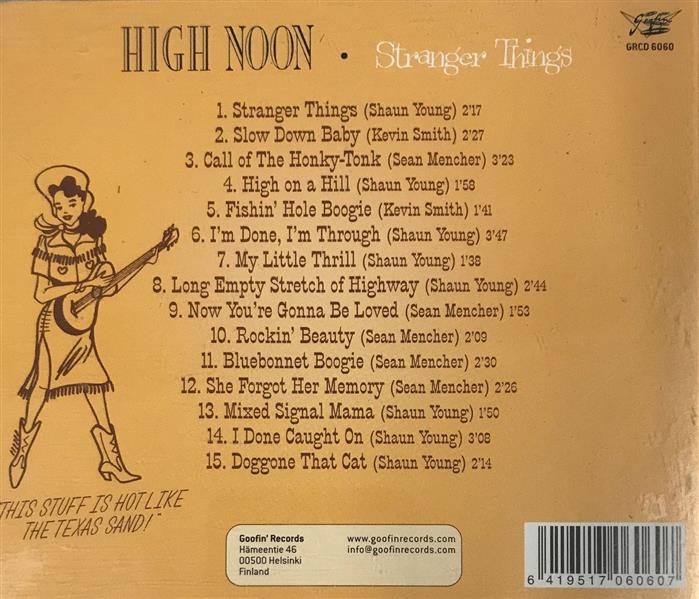 HIGH NOON • Stranger Things
Goofin'
GRCD 6060
1. Stranger Things (Shaun Young) 2'17
2. Slow Down Baby (Kevin Smith) 2'27
3. Call of The Honky-Tonk (Sean Mencher) 3'23
4. High on a Hill (Shaun Young) 1'58
5. Fishin' Hole Boogie (Kevin Smith) 1'41
6. I'm Done, I'm Through (Shaun Young) 3'47
7. My Little Thrill (Shaun Young) 1'38
8. Long Empty Stretch of Highway (Shaun Young) 2'44
9. Now You're Gonna Be Loved (Sean Mencher) 1'53
10. Rockin' Beauty (Sean Mencher) 2'09
11. Bluebonnet Boogie (Sean Mencher) 2'30
12. She Forgot Her Memory (Sean Mencher) 2'26
13. Mixed Signal Mama (Shaun Young) 1'50
14. I Done Caught On (Shaun Young) 3'08
15. Doggone That Cat (Shaun Young) 2'14
"THIS STUFF IS HOT LIKE
THE TEXAS SAND!"
Goofin' Records
Hämeentie 46
00500 Helsinki
Finland
www.goofinrecords.com
info@goofinrecords.com
6 419517 060607